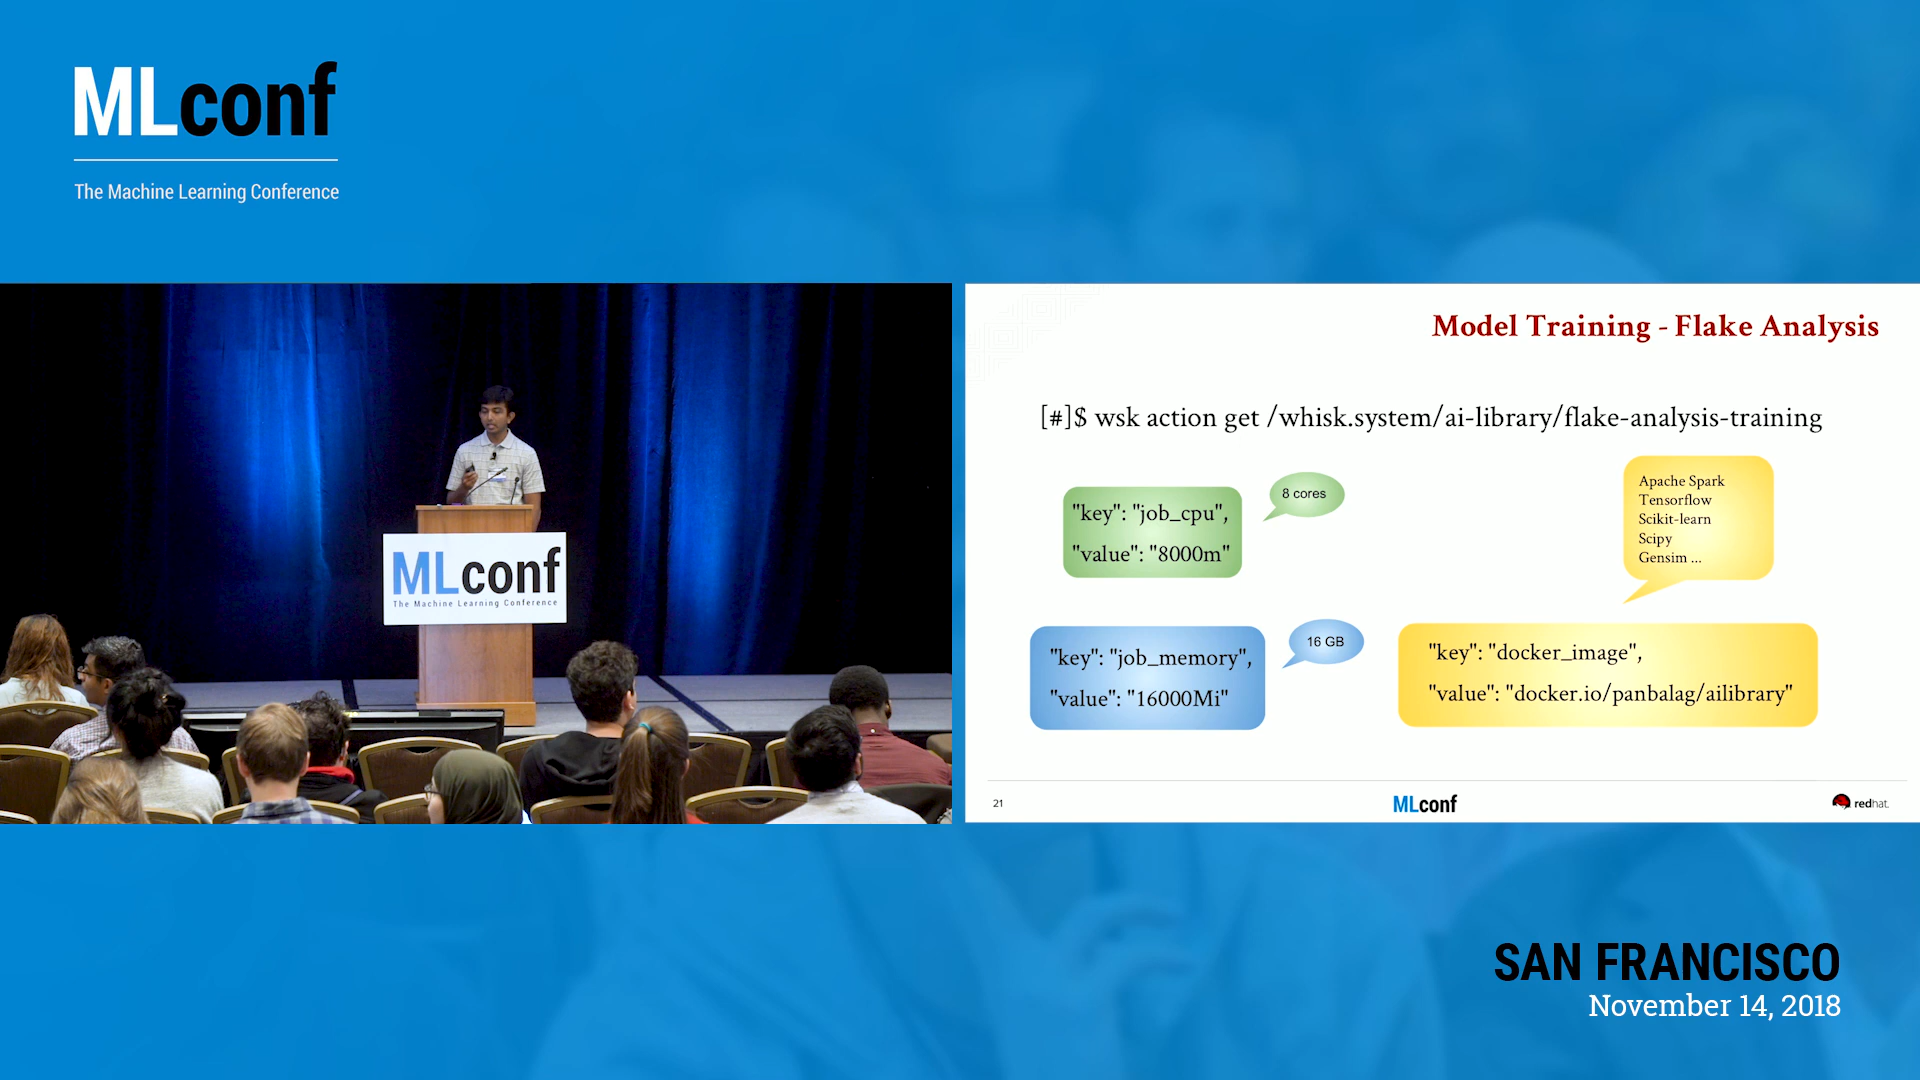 MLconf
The Machine Learning Conference
MLconf
The Machine Learning Conference
Model Training - Flake Analysis
[#]$ wsk action get /whisk.system/ai-library/flake-analysis-training
"key": "job_cpu",
"value": "8000m"
8 cores
Apache Spark
Tensorflow
Scikit-learn
Scipy
Gensim ...
"key": "job_memory",
"value": "16000Mi"
16 GB
"key": "docker_image",
"value": "docker.io/panbalag/ailibrary"
21
MLconf
redhat.
SAN FRANCISCO
November 14, 2018